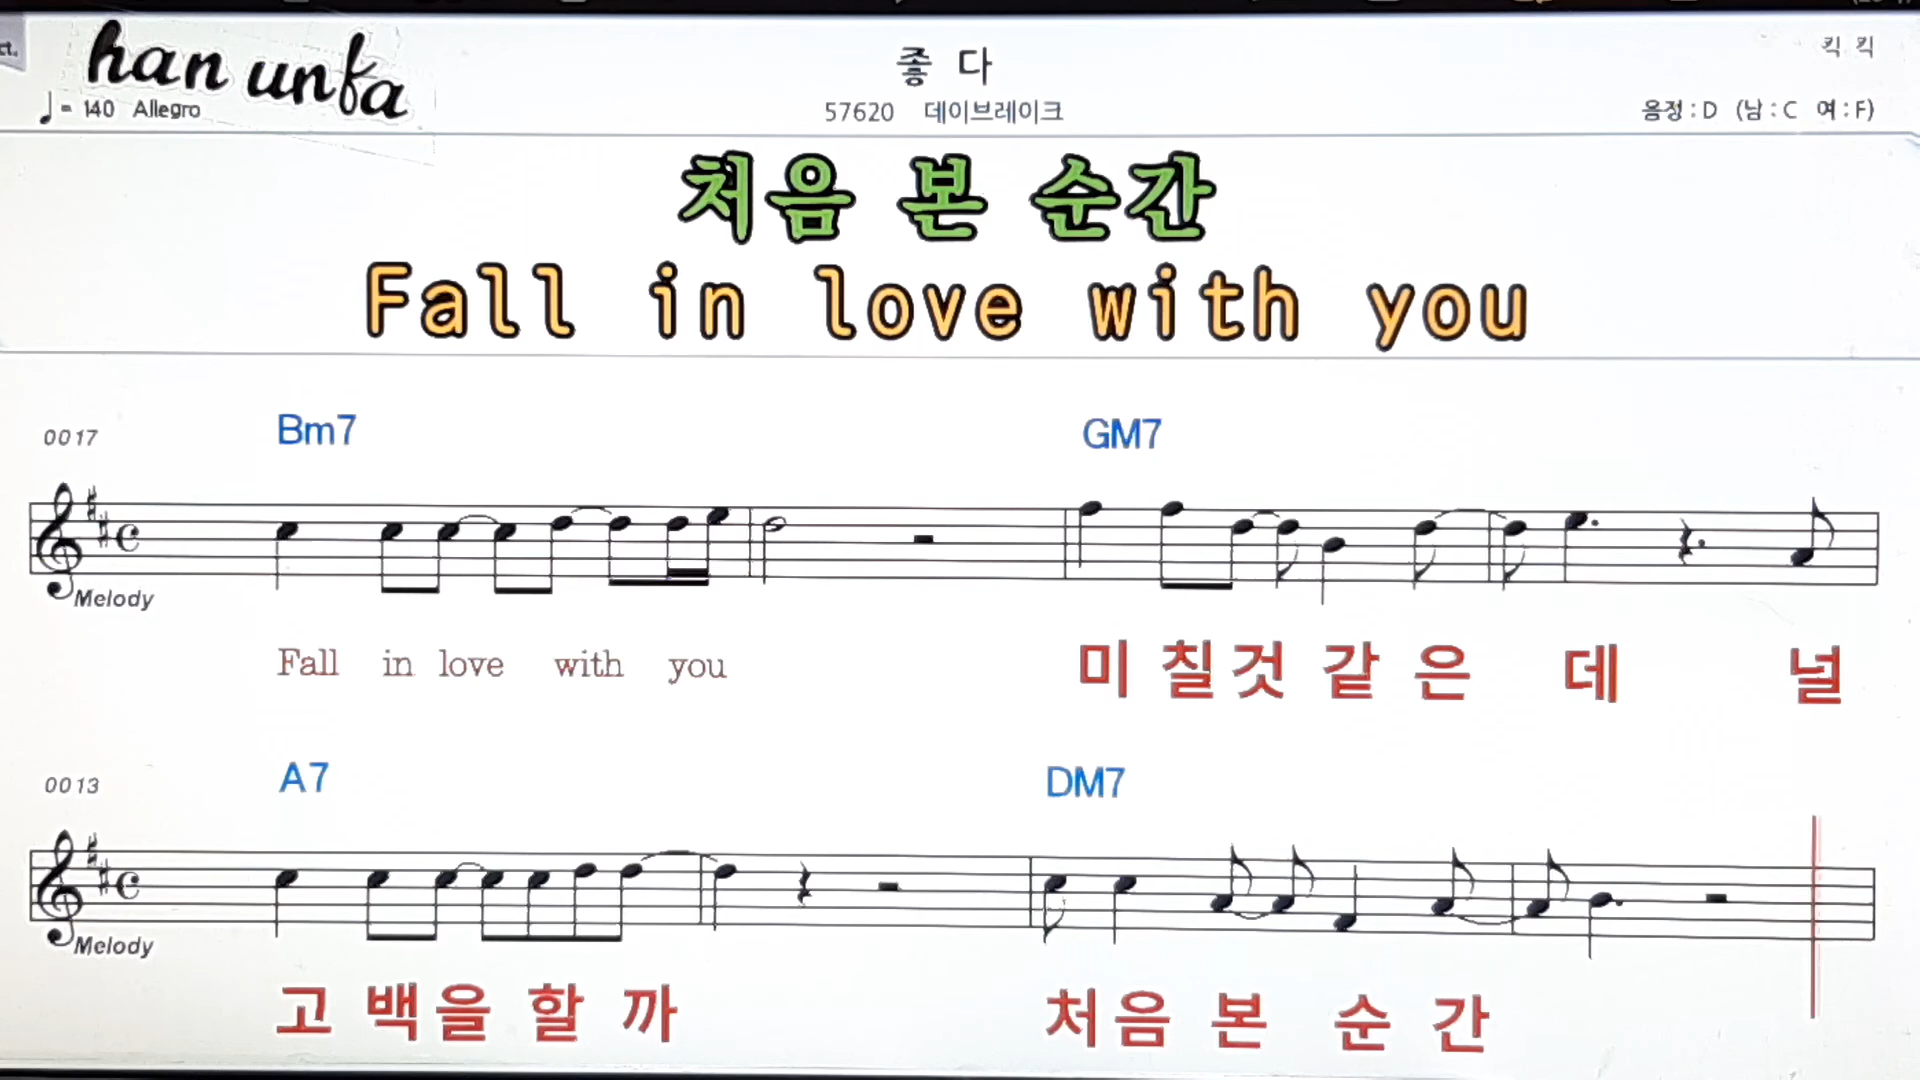 ct.
han unfa
좋 다
킥 킥
♩ = 140 Allegro
57620 데이브레이크
음정 : D (남 : C 여 : F)
처음 본 순간
Fall in love with you
0017
Bm7
GM7
Melody
Fall in love with you
미 칠것 같 은 데 널
0013
A7
DM7
Melody
고 백을 할 까
처음 본 순 간